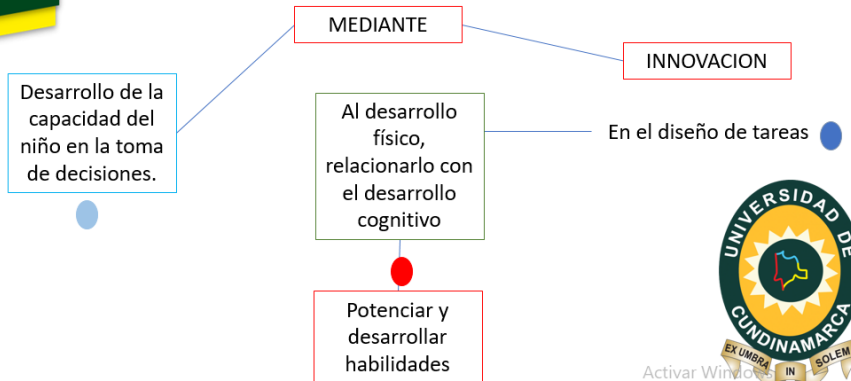 MEDIANTE
INNOVACION
Desarrollo de la
capacidad del
niño en la toma
de decisiones.
Al desarrollo
físico,
relacionarlo con
el desarrollo
cognitivo
En el diseño de tareas
Potenciar y
desarrollar
habilidades
UNIVERSIDAD DE
CUNDINAMARCA
EX UMBRA IN SOLEM
Activar Windows